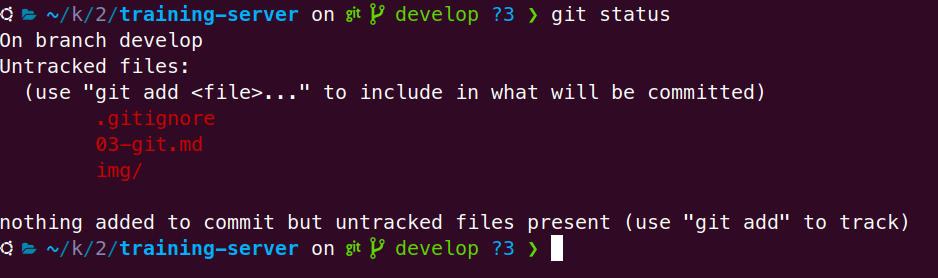 ~/k/2/training-server on git develop ?3 ❯ git status
On branch develop
Untracked files:
  (use "git add <file>..." to include in what will be committed)
        .gitignore
        03-git.md
        img/

nothing added to commit but untracked files present (use "git add" to track)
~/k/2/training-server on git develop ?3 ❯